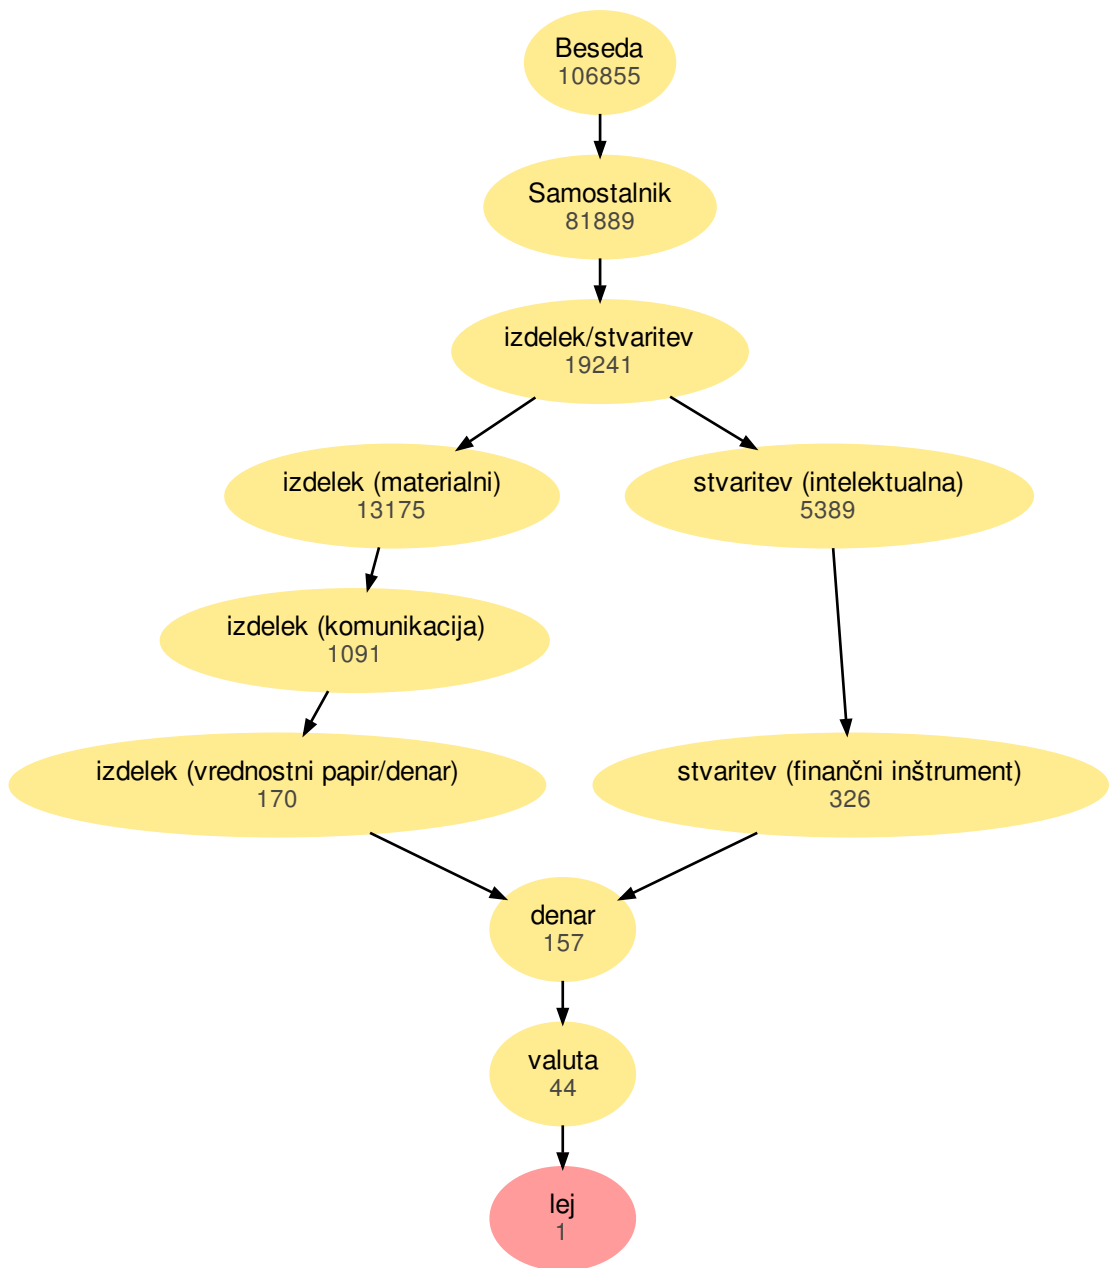 Beseda
106855
Samostalnik
81889
izdelek/stvaritev
19241
izdelek (materialni)
13175
stvaritev (intelektualna)
5389
izdelek (komunikacija)
1091
izdelek (vrednostni papir/denar)
170
stvaritev (finančni inštrument)
326
denar
157
valuta
44
lej
1